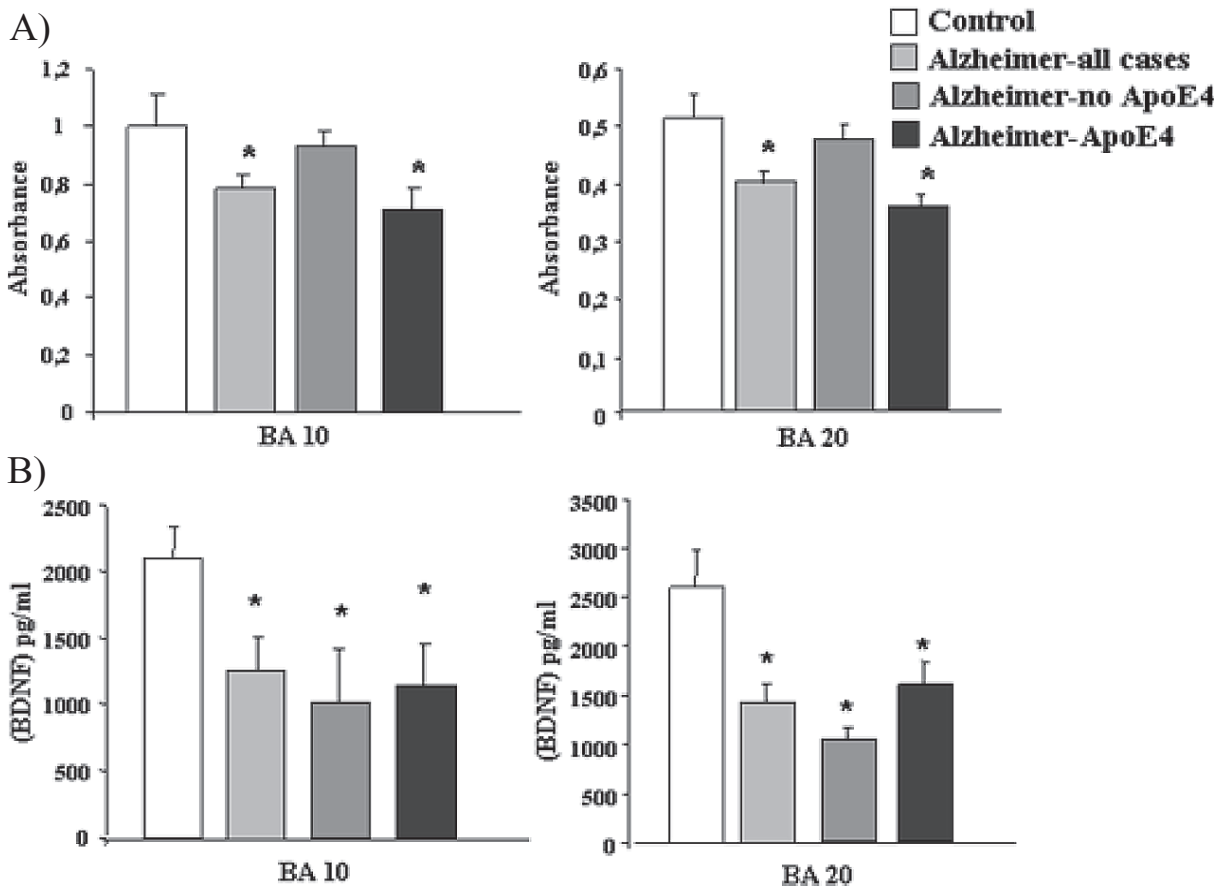 A)
Control
Alzheimer-all cases
Alzheimer-no ApoE4
Alzheimer-ApoE4
Absorbance
1,2
1
0,8
0,6
0,4
0,2
0
*
*
BA 10
Absorbance
0,6
0,5
0,4
0,3
0,2
0,1
0
*
*
BA 20
B)
(BDNF) pg/ml
2500
2000
1500
1000
500
0
*
*
*
BA 10
(BDNF) pg/ml
3500
3000
2500
2000
1500
1000
500
0
*
*
*
BA 20